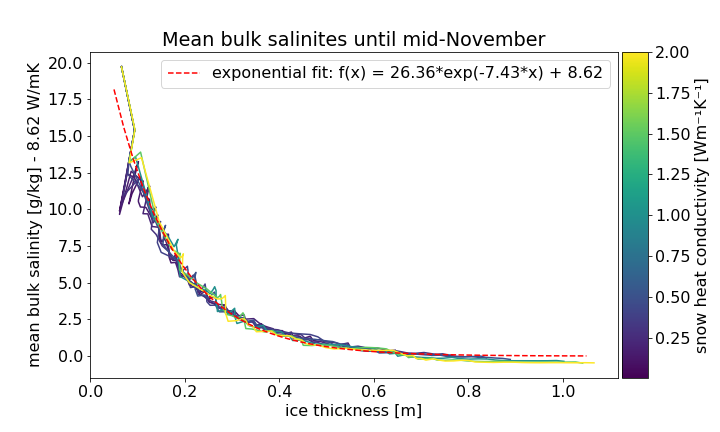 Mean bulk salinites until mid-November
exponential fit: f(x) = 26.36*exp(-7.43*x) + 8.62
mean bulk salinity [g/kg] - 8.62 W/mK
20.0
17.5
15.0
12.5
10.0
7.5
5.0
2.5
0.0
0.0 0.2 0.4 0.6 0.8 1.0
ice thickness [m]
2.00
1.75
1.50
1.25
1.00
0.75
0.50
0.25
snow heat conductivity [Wm⁻¹K⁻¹]